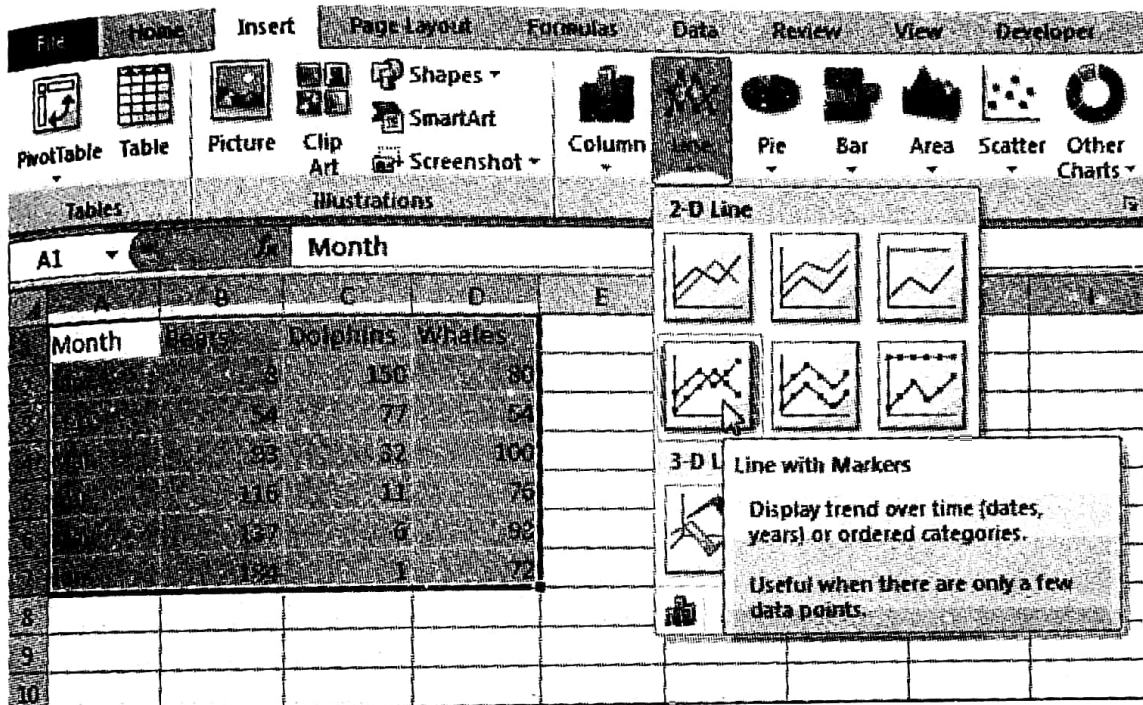 File Home Insert Page Layout Formulas Data Review View Developer
PivotTable Table Picture Clip Art Shapes SmartArt Screenshot Column Line Pie Bar Area Scatter Other Charts
Tables Illustrations
2-D Line
A1 fx Month
A B C D E I
Month Bears Dolphins Whales
8 150 80
54 77 54
93 32 100
116 11 76
137 6 93
184 1 72
8
9
10
3-D L
Line with Markers
Display trend over time (dates,
years) or ordered categories.
Useful when there are only a few
data points.